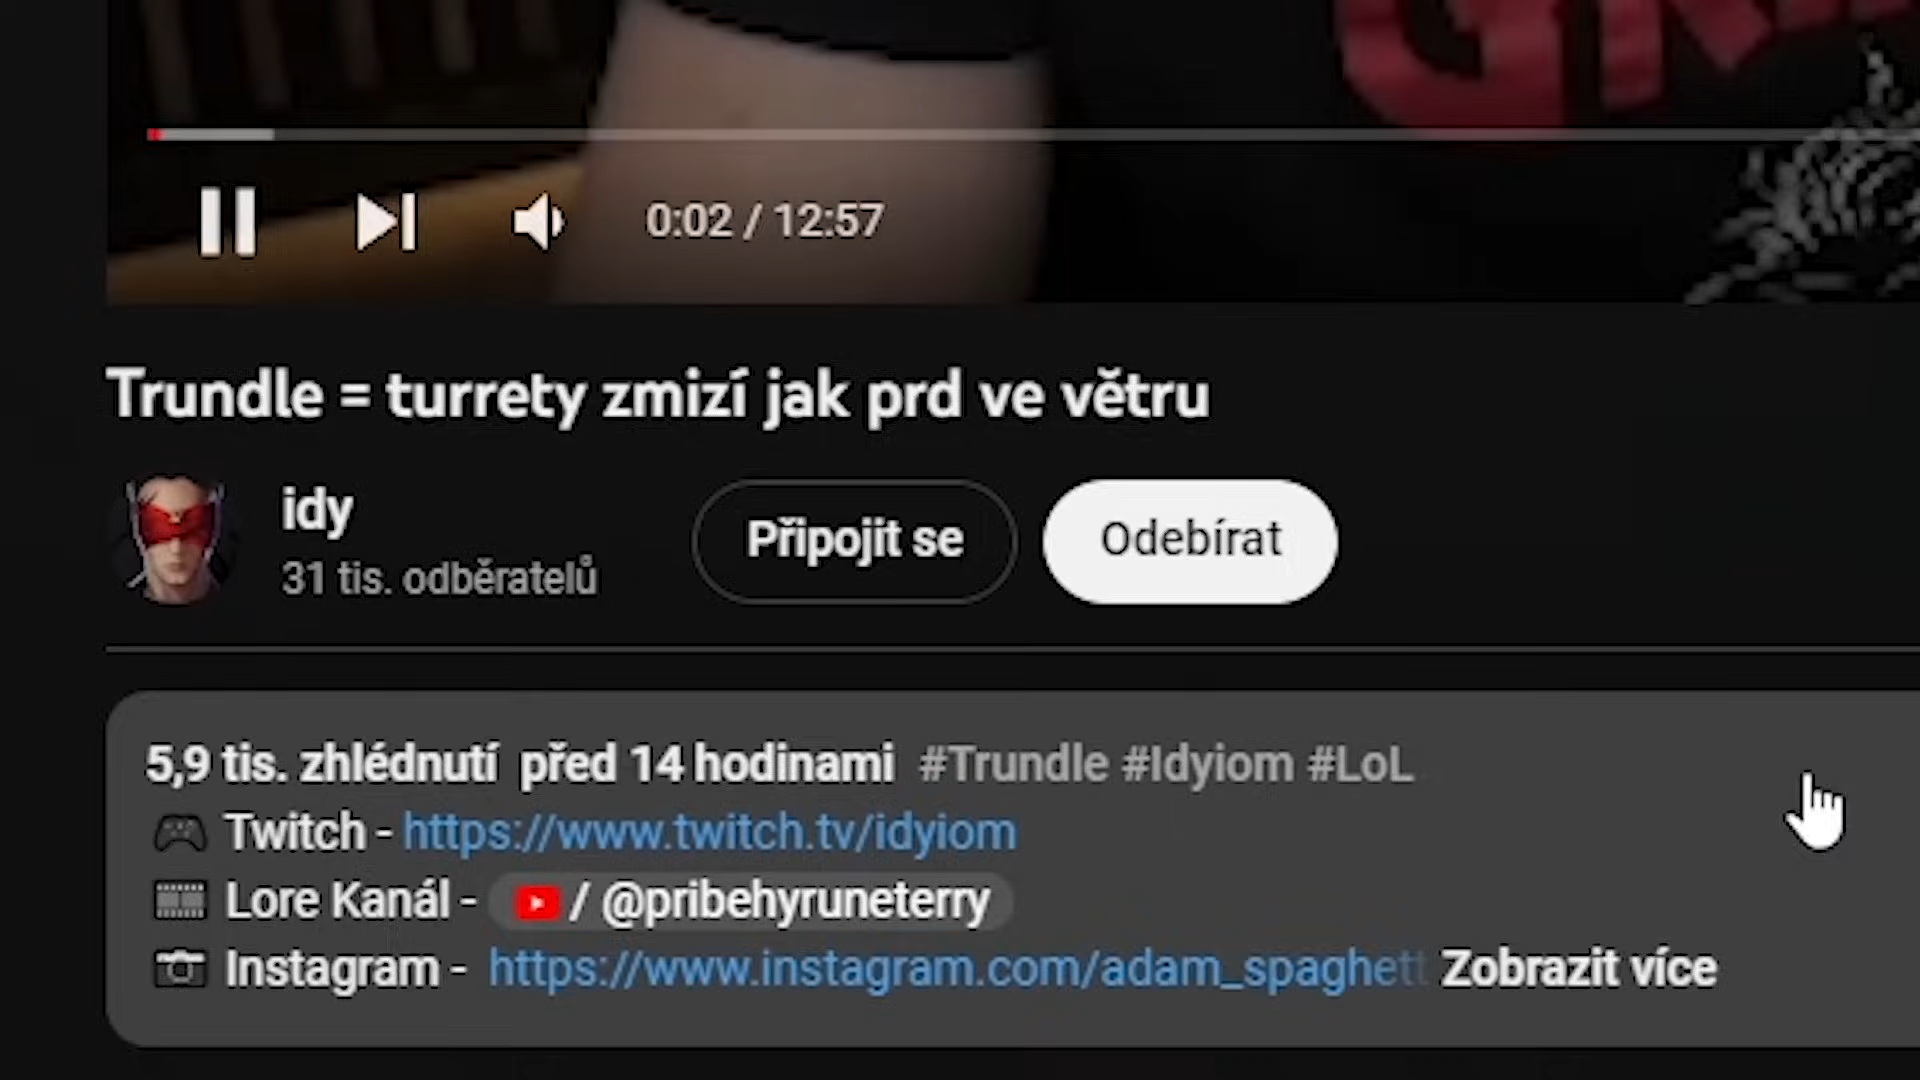 0:02 / 12:57
Trundle = turrety zmizí jak prd ve větru
idy
31 tis. odběratelů
Připojit se
Odebírat
5,9 tis. zhlédnutí před 14 hodinami #Trundle #Idyiom #LoL
Twitch - https://www.twitch.tv/idyiom
Lore Kanál - / @pribehyruneterry
Instagram - https://www.instagram.com/adam_spaghett Zobrazit více